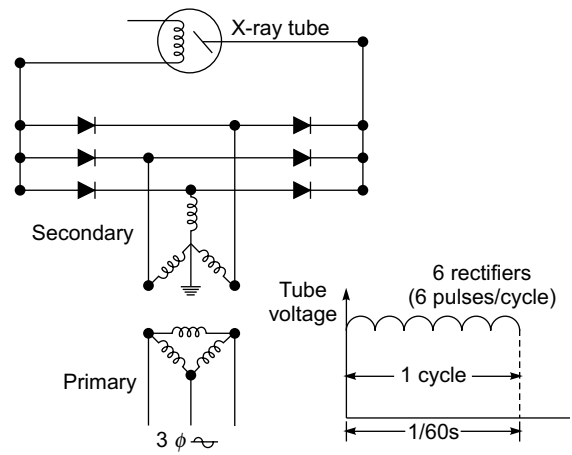 X-ray tube
Secondary
6 rectifiers
(6 pulses/cycle)
Tube
voltage
Primary
1 cycle
1/60s
3 ϕ